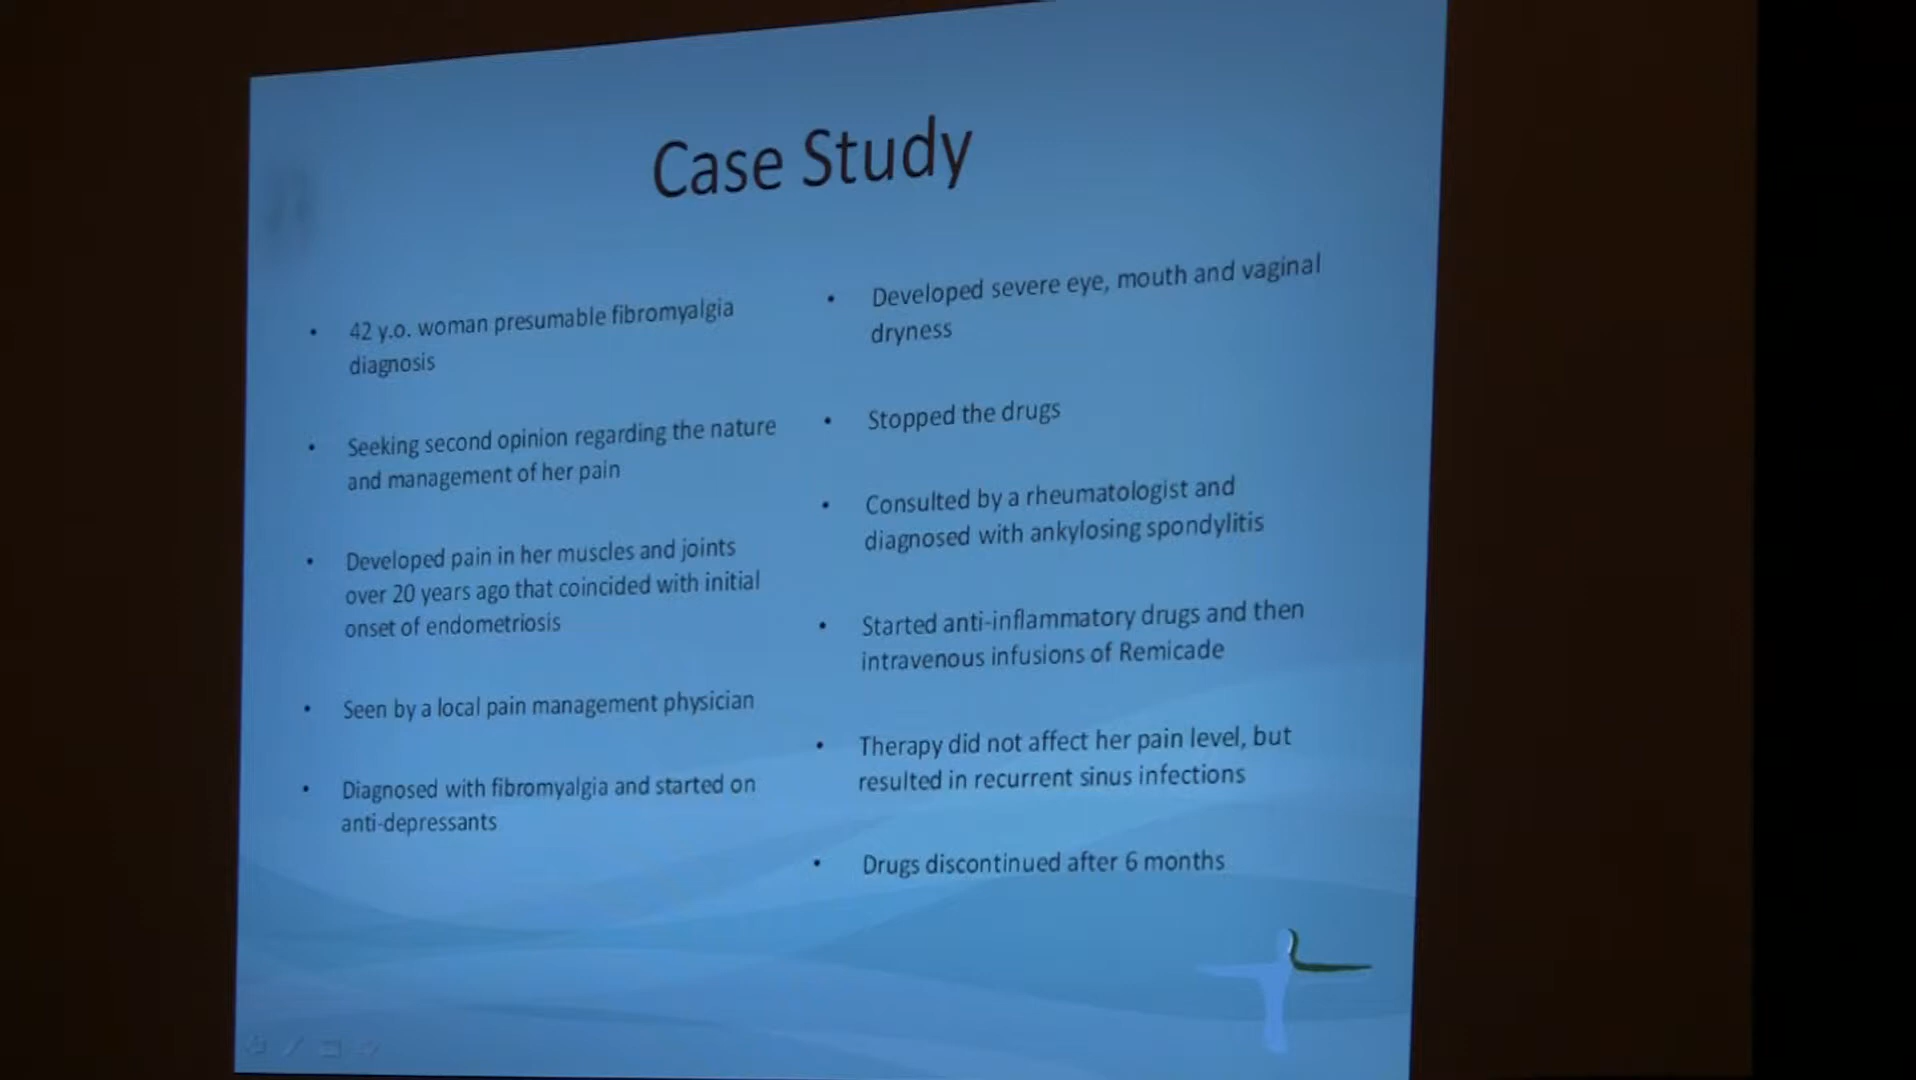 Case Study
• 42 y.o. woman presumable fibromyalgia
diagnosis
• Seeking second opinion regarding the nature
and management of her pain
• Developed pain in her muscles and joints
over 20 years ago that coincided with initial
onset of endometriosis
• Seen by a local pain management physician
• Diagnosed with fibromyalgia and started on
anti-depressants
• Developed severe eye, mouth and vaginal
dryness
• Stopped the drugs
• Consulted by a rheumatologist and
diagnosed with ankylosing spondylitis
• Started anti-inflammatory drugs and then
intravenous infusions of Remicade
• Therapy did not affect her pain level, but
resulted in recurrent sinus infections
• Drugs discontinued after 6 months